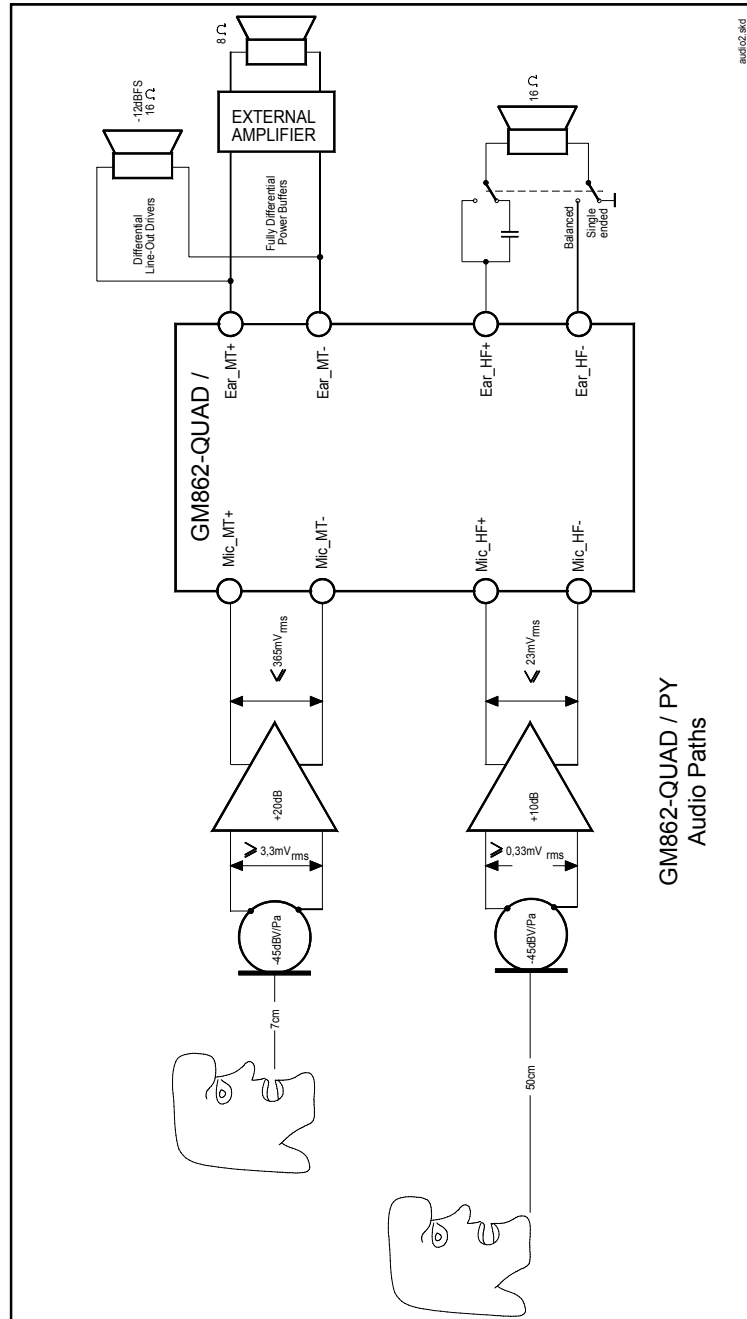 audio2.skd
8 Ω
-12dBFS
16 Ω
EXTERNAL
AMPLIFIER
16 Ω
Differential
Line-Out Drivers
Fully Differential
Power Buffers
Balanced
Single
ended
GM862-QUAD /
Ear_MT+
Ear_MT-
Ear_HF+
Ear_HF-
Mic_MT+
Mic_MT-
Mic_HF+
Mic_HF-
≤ 365mVrms
≤ 23mVrms
+20dB
+10dB
≥ 3,3mVrms
≥ 0,33mV rms
-45dBV/Pa
-45dBV/Pa
7cm
50cm
GM862-QUAD / PY
Audio Paths